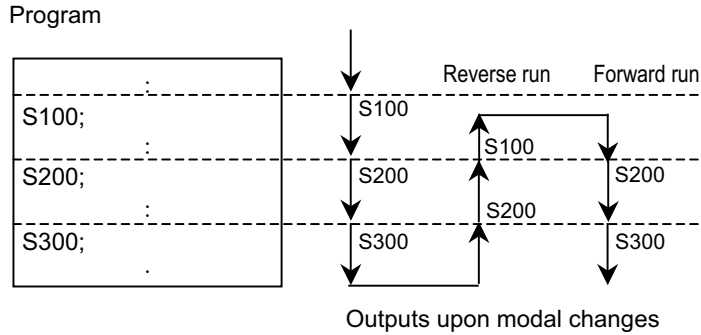 Program
Reverse run Forward run
:
S100; S100
: S100
S200; S200 S200
: S200
S300; S300 S300
.
Outputs upon modal changes